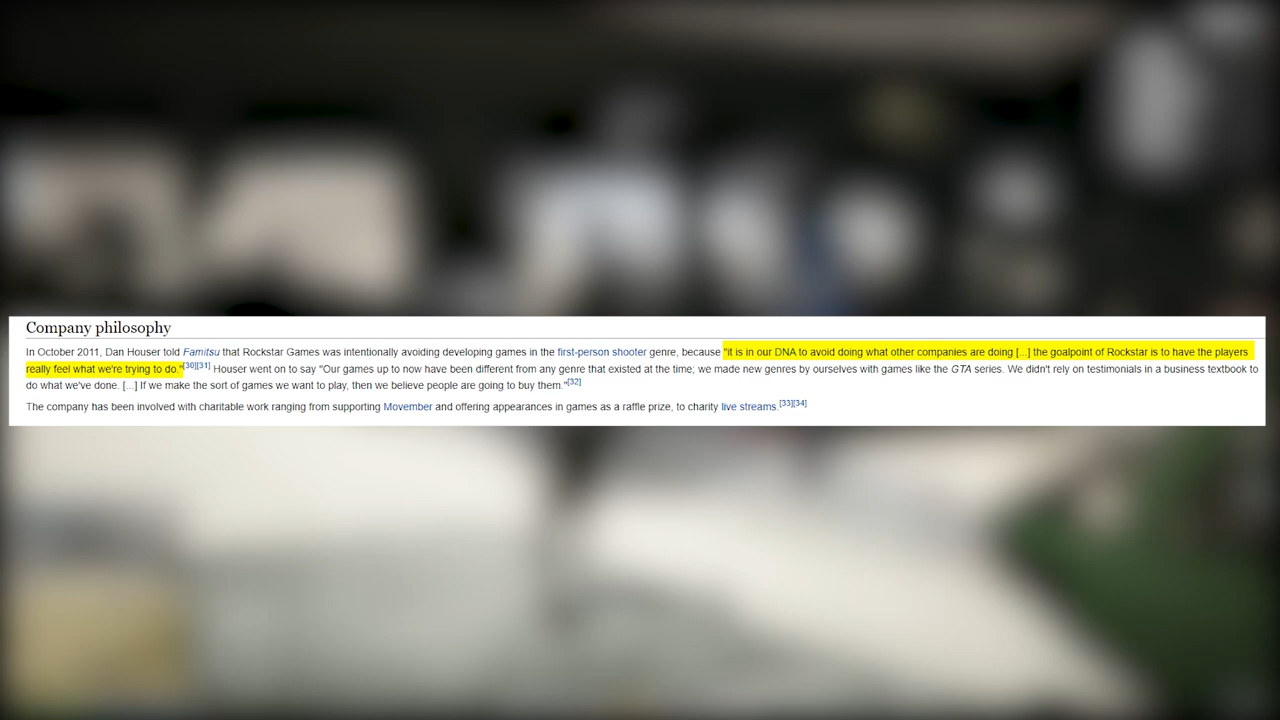 Company philosophy
In October 2011, Dan Houser told Famitsu that Rockstar Games was intentionally avoiding developing games in the first-person shooter genre, because "it is in our DNA to avoid doing what other companies are doing [...] the goalpoint of Rockstar is to have the players
really feel what we're trying to do."[30][31] Houser went on to say "Our games up to now have been different from any genre that existed at the time; we made new genres by ourselves with games like the GTA series. We didn't rely on testimonials in a business textbook to
do what we've done. [...] If we make the sort of games we want to play, then we believe people are going to buy them."[32]
The company has been involved with charitable work ranging from supporting Movember and offering appearances in games as a raffle prize, to charity live streams.[33][34]